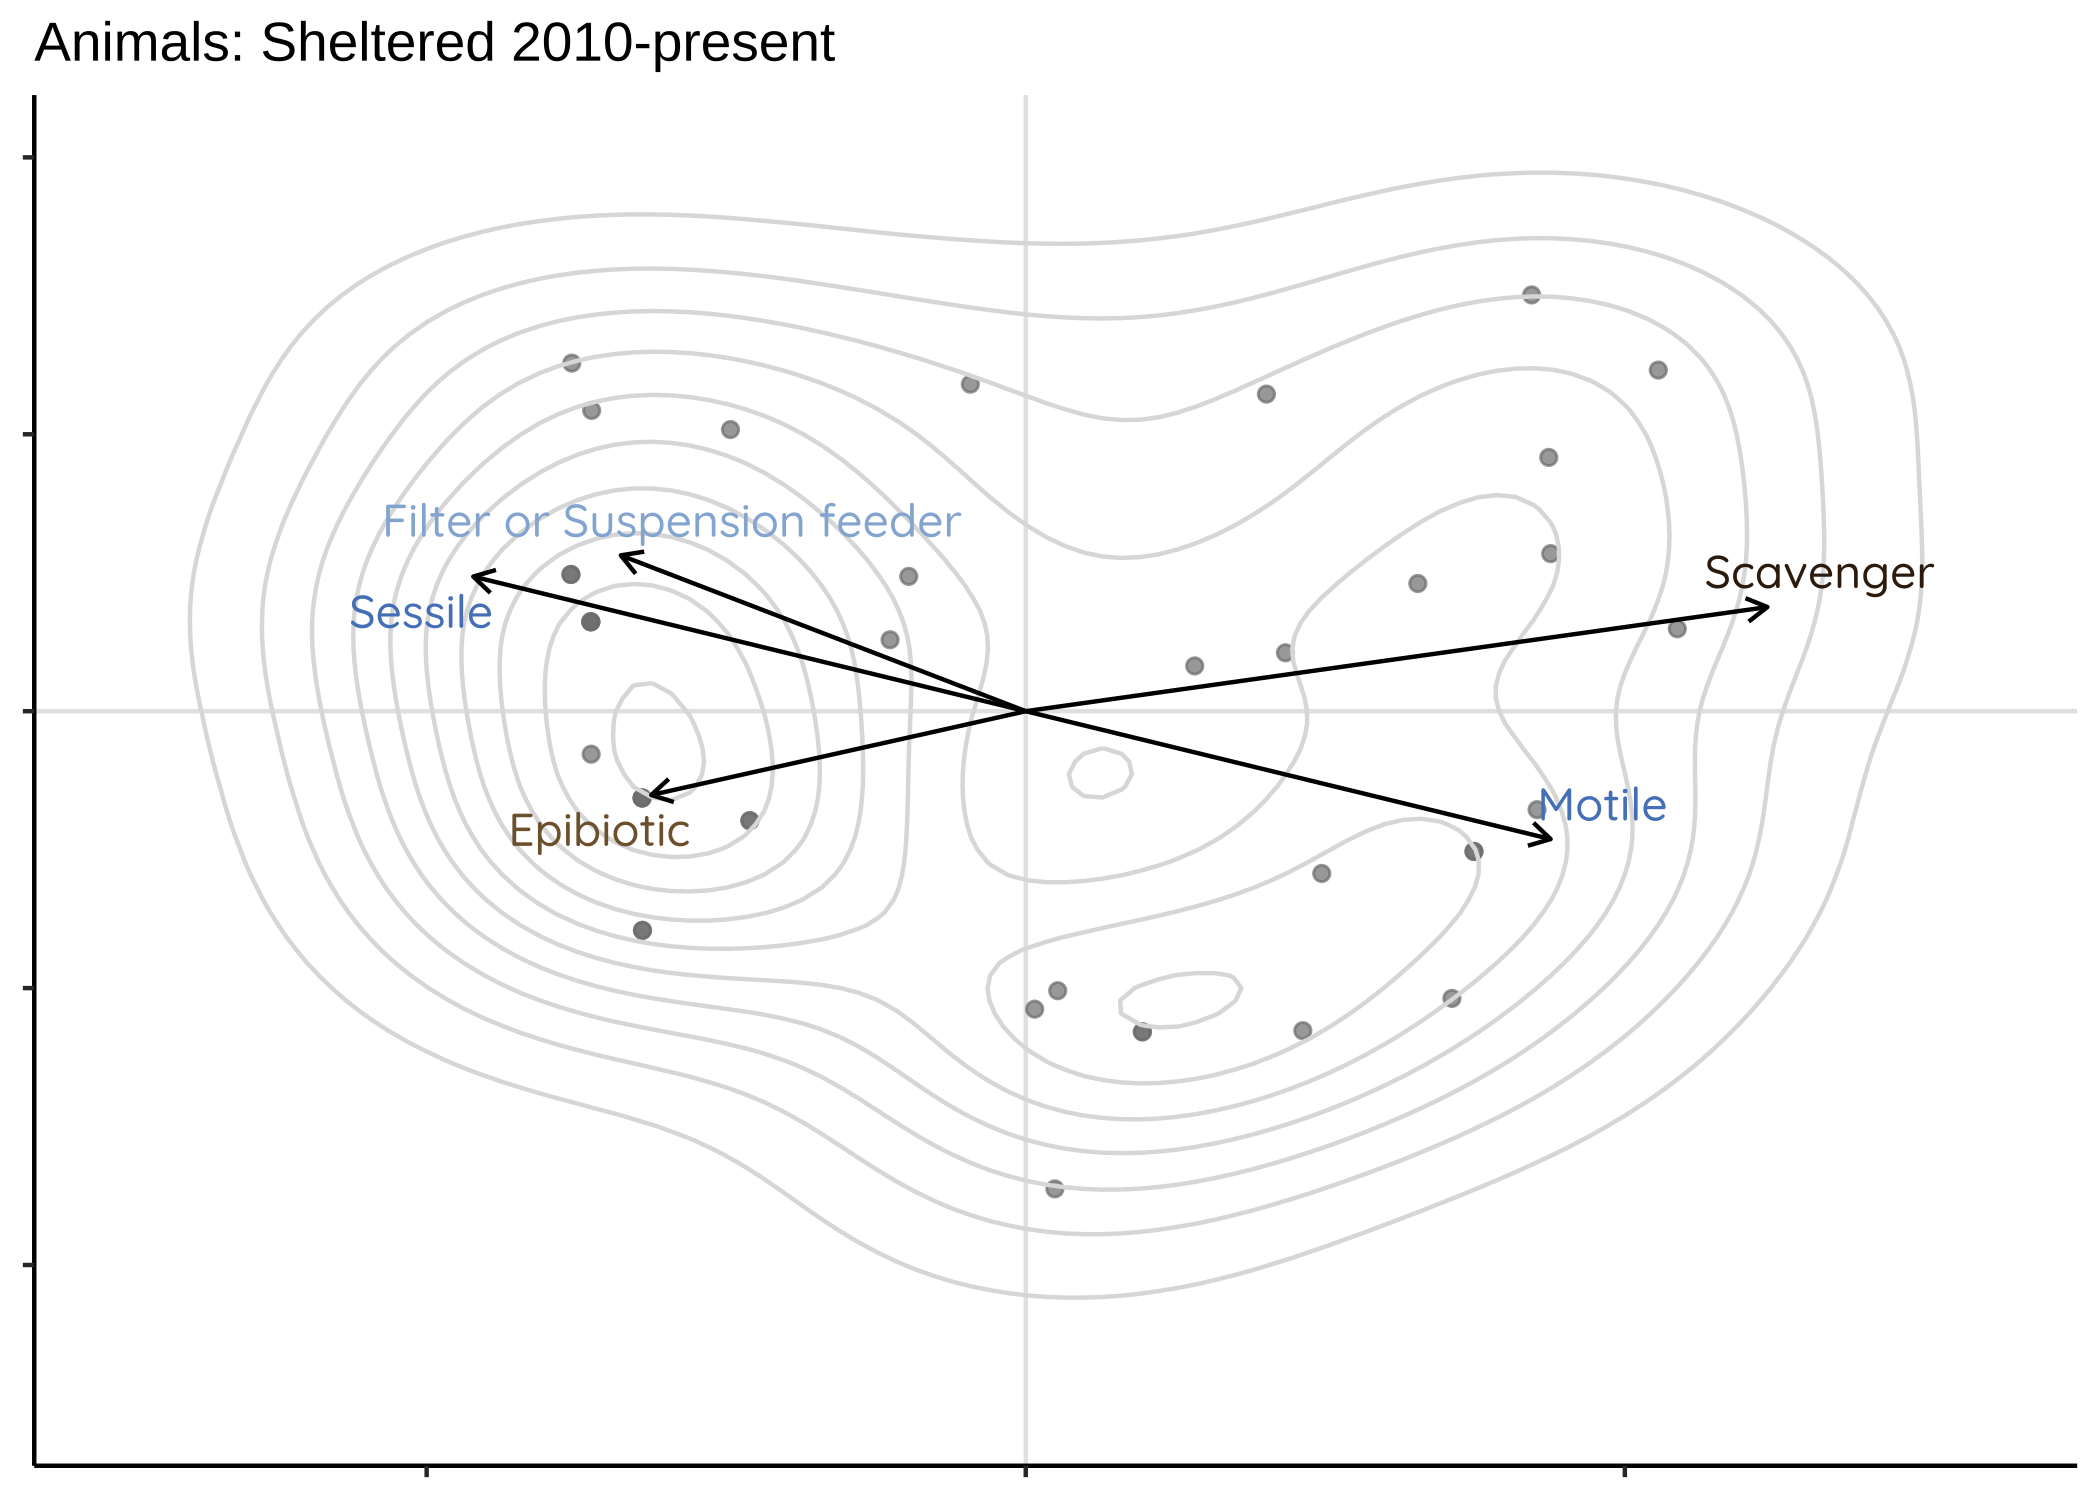 Animals: Sheltered 2010-present
Filter or Suspension feeder
Scavenger
Sessile
Motile
Epibiotic